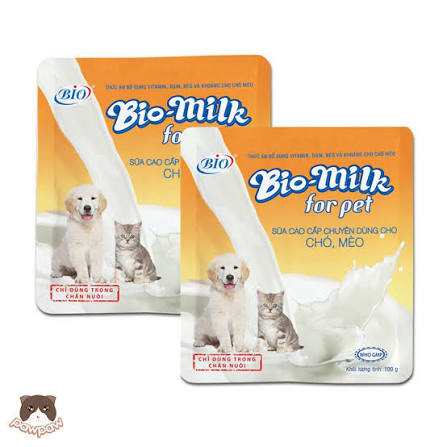 BIO
THỨC ĂN BỔ SUNG VITAMIN, ĐẠM, BÉO VÀ KHOÁNG CHO CHÓ MÈO
Bio-Milk
for pet
SỮA CAO CẤP
CH
CHỈ DÙNG TRONG
CHĂN NUÔI
BIO
THỨC ĂN BỔ SUNG VITAMIN, ĐẠM, BÉO VÀ KHOÁNG CHO CHÓ MÈO
Bio-Milk
for pet
SỮA CAO CẤP CHUYÊN DÙNG CHO
CHÓ, MÈO
CHỈ DÙNG TRONG
CHĂN NUÔI
WHO GMP
Khối lượng tịnh: 100 g
pawpaw